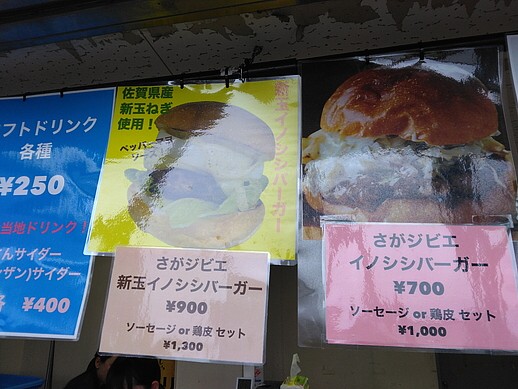 フトドリンク
各種
¥250
当地ドリンク!
サイダー
ザン)サイダー
¥400
佐賀県産
新玉ねぎ
使用!
新玉イノシシバーガー
さがジビエ
新玉イノシシバーガー
¥900
ソーセージ or 鶏皮 セット
¥1,300
さがジビエ
イノシシバーガー
¥700
ソーセージ or 鶏皮 セット
¥1,000